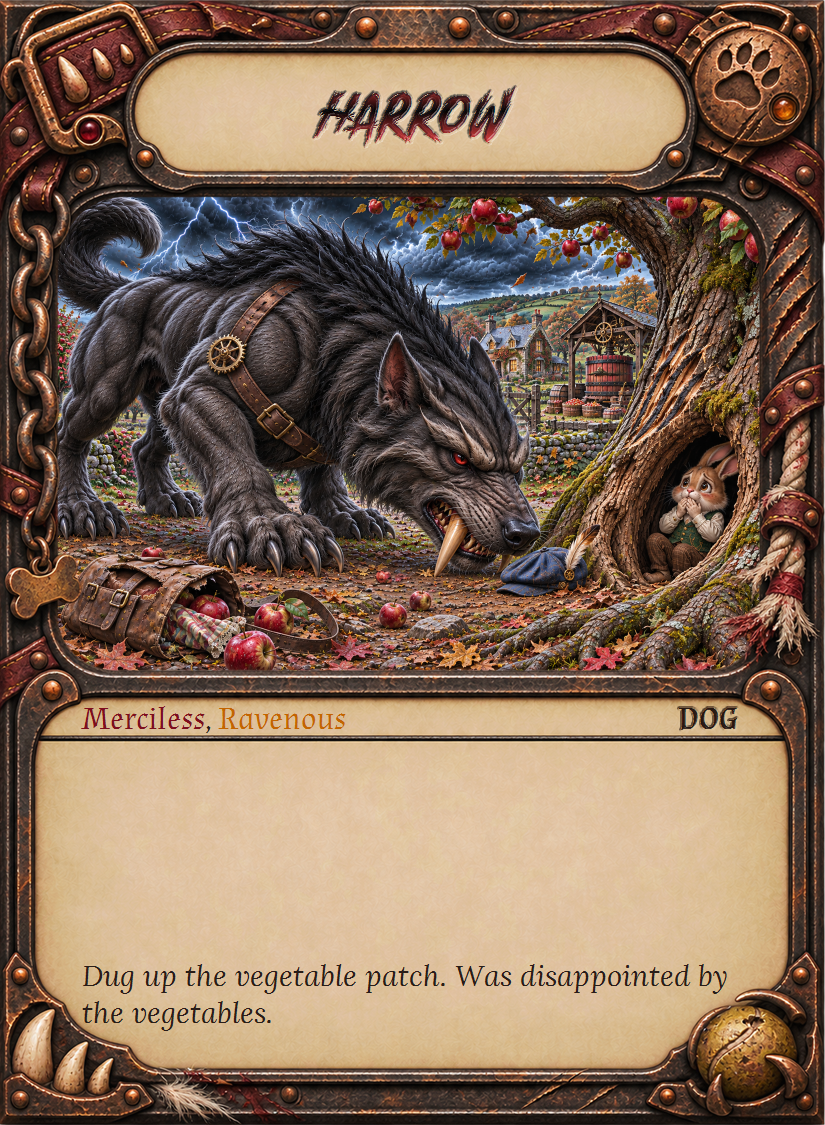 HARROW
Merciless, Ravenous DOG
Dug up the vegetable patch. Was disappointed by
the vegetables.